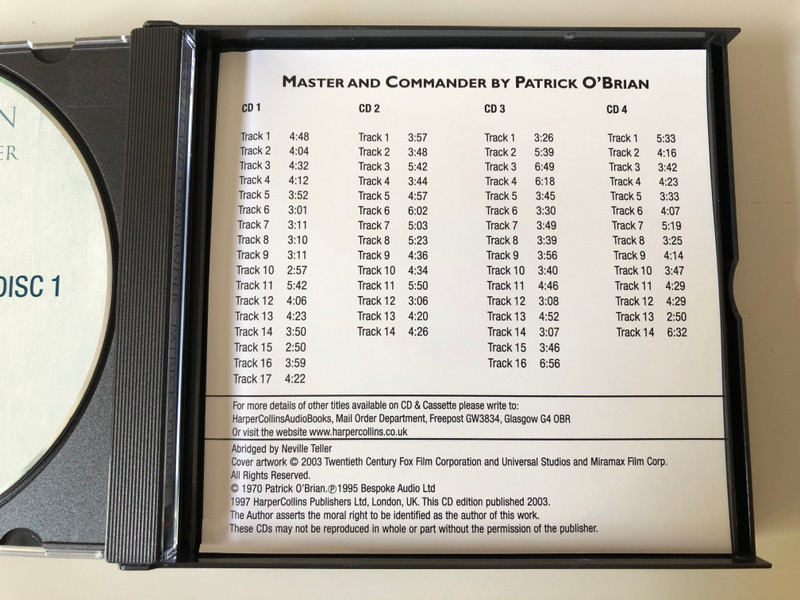 N
ER
DISC 1
MASTER AND COMMANDER BY PATRICK O'BRIAN
CD 1 CD 2 CD 3 CD 4
Track 1 4:48 Track 1 3:57 Track 1 3:26 Track 1 5:33
Track 2 4:04 Track 2 3:48 Track 2 5:39 Track 2 4:16
Track 3 4:32 Track 3 5:42 Track 3 6:49 Track 3 3:42
Track 4 4:12 Track 4 3:44 Track 4 6:18 Track 4 4:23
Track 5 3:52 Track 5 4:57 Track 5 3:45 Track 5 3:33
Track 6 3:01 Track 6 6:02 Track 6 3:30 Track 6 4:07
Track 7 3:11 Track 7 5:03 Track 7 3:49 Track 7 5:19
Track 8 3:10 Track 8 5:23 Track 8 3:39 Track 8 3:25
Track 9 3:11 Track 9 4:36 Track 9 3:56 Track 9 4:14
Track 10 2:57 Track 10 4:34 Track 10 3:40 Track 10 3:47
Track 11 5:42 Track 11 5:50 Track 11 4:46 Track 11 4:29
Track 12 4:06 Track 12 3:06 Track 12 3:08 Track 12 4:29
Track 13 4:23 Track 13 4:20 Track 13 4:52 Track 13 2:50
Track 14 3:50 Track 14 4:26 Track 14 3:07 Track 14 6:32
Track 15 2:50 Track 15 3:46
Track 16 3:59 Track 16 6:56
Track 17 4:22
For more details of other titles available on CD & Cassette please write to:
HarperCollinsAudioBooks, Mail Order Department, Freepost GW3834, Glasgow G4 0BR
Or visit the website www.harpercollins.co.uk
Abridged by Neville Teller
Cover artwork © 2003 Twentieth Century Fox Film Corporation and Universal Studios and Miramax Film Corp.
All Rights Reserved.
© 1970 Patrick O'Brian.℗1995 Bespoke Audio Ltd
1997 HarperCollins Publishers Ltd, London, UK. This CD edition published 2003.
The Author asserts the moral right to be identified as the author of this work.
These CDs may not be reproduced in whole or part without the permission of the publisher.